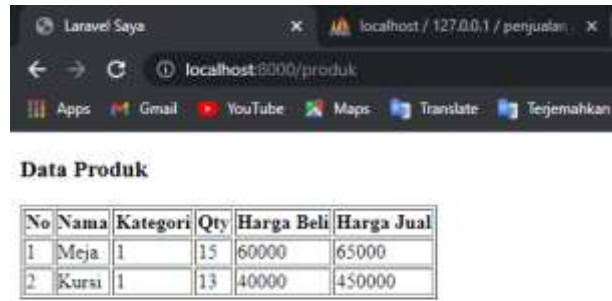 Laravel Saya
localhost / 127.0.0.1 / penjualan
localhost:8000/produk
Apps Gmail YouTube Maps Translate Terjemahkan
Data Produk
No Nama Kategori Qty Harga Beli Harga Jual
1 Meja 1 15 60000 65000
2 Kursi 1 13 40000 450000